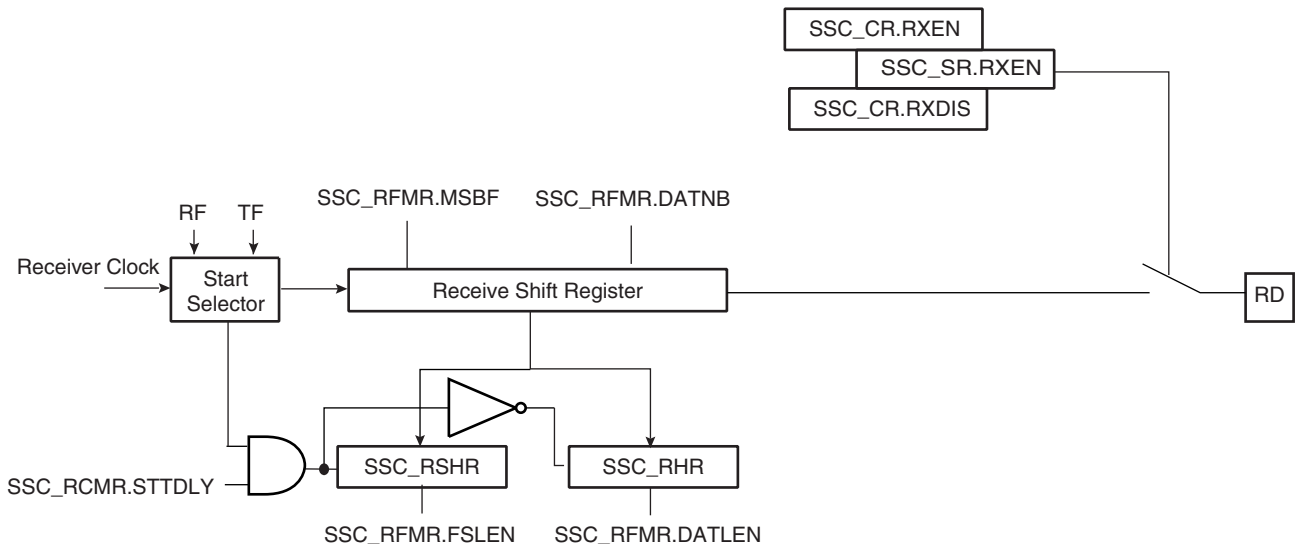 SSC_CR.RXEN
SSC_SR.RXEN
SSC_CR.RXDIS
SSC_RFMR.MSBF
SSC_RFMR.DATNB
RF
TF
Receiver Clock
Start
Selector
Receive Shift Register
RD
SSC_RSHR
SSC_RHR
SSC_RCMR.STTDLY
SSC_RFMR.FSLEN
SSC_RFMR.DATLEN